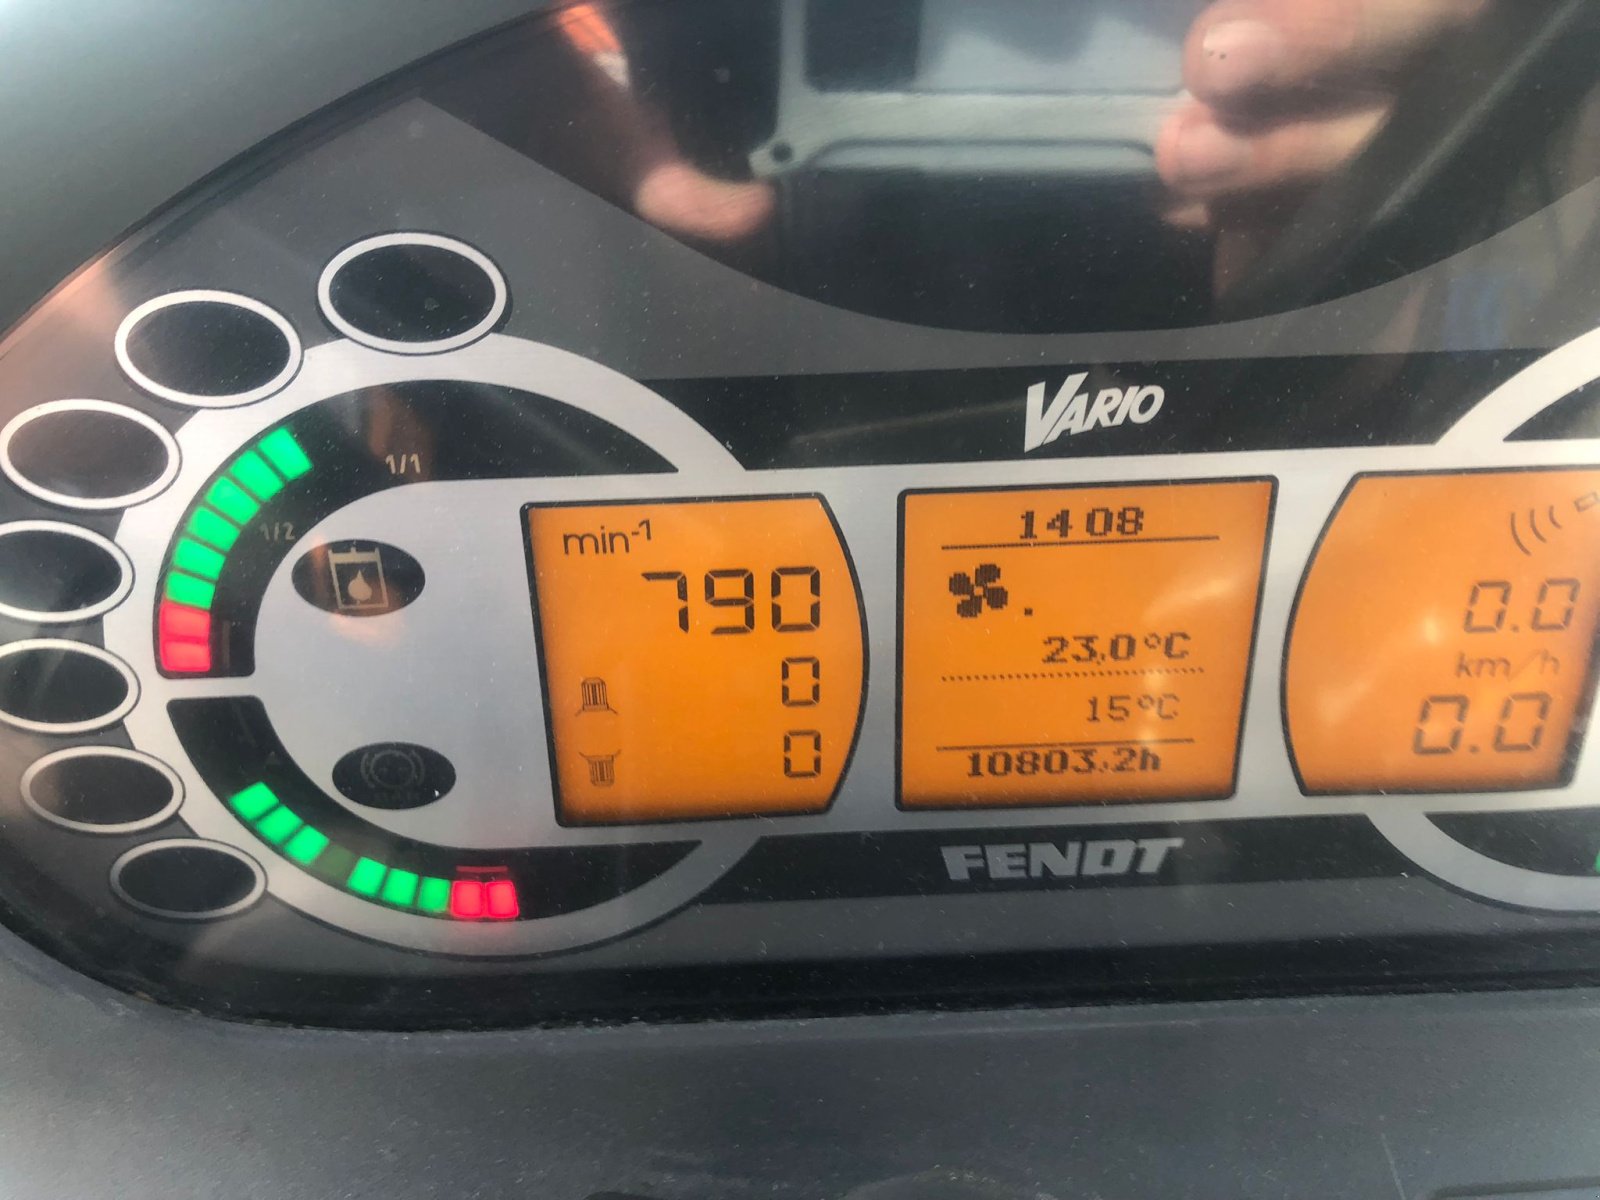 VARIO
1/1
1/2
min-1
790
0
0
14 08
23,0°C
15°C
10803,2h
0.0
km/h
0.0
FENDT